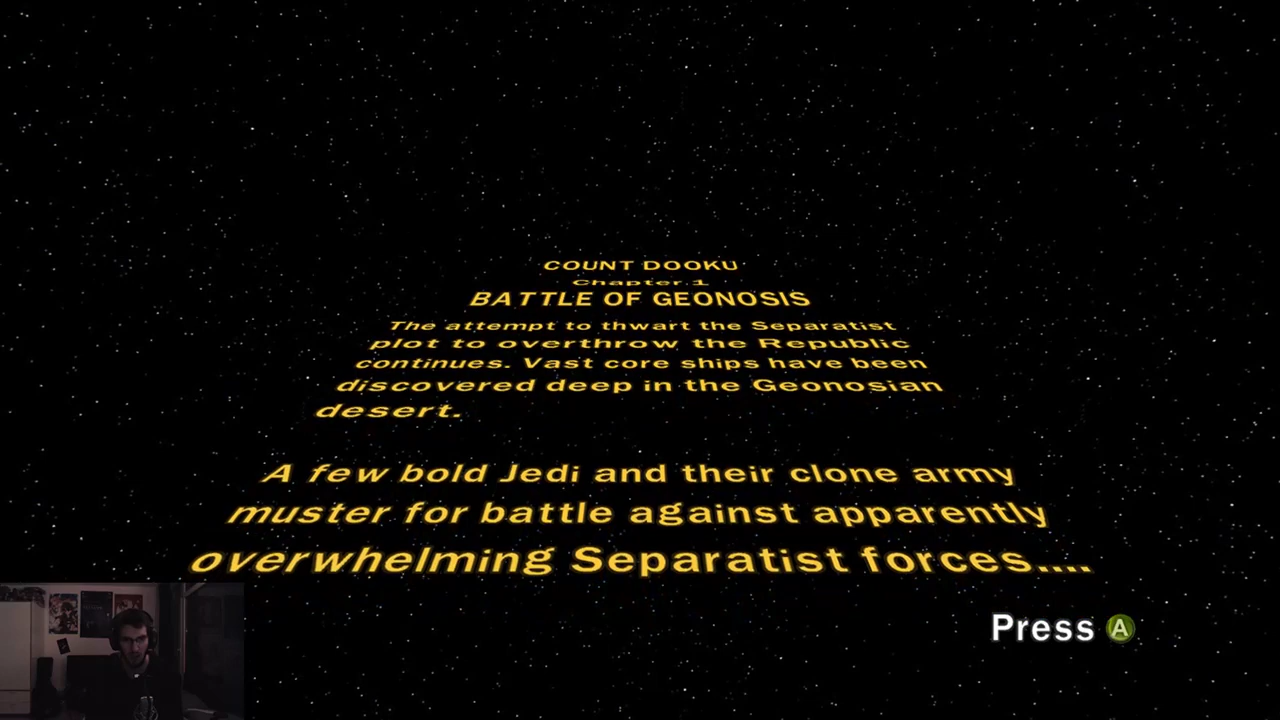 COUNT DOOKU
Chapter 1
BATTLE OF GEONOSIS
The attempt to thwart the Separatist
plot to overthrow the Republic
continues. Vast core ships have been
discovered deep in the Geonosian
desert.
A few bold Jedi and their clone army
muster for battle against apparently
overwhelming Separatist forces....
Press A